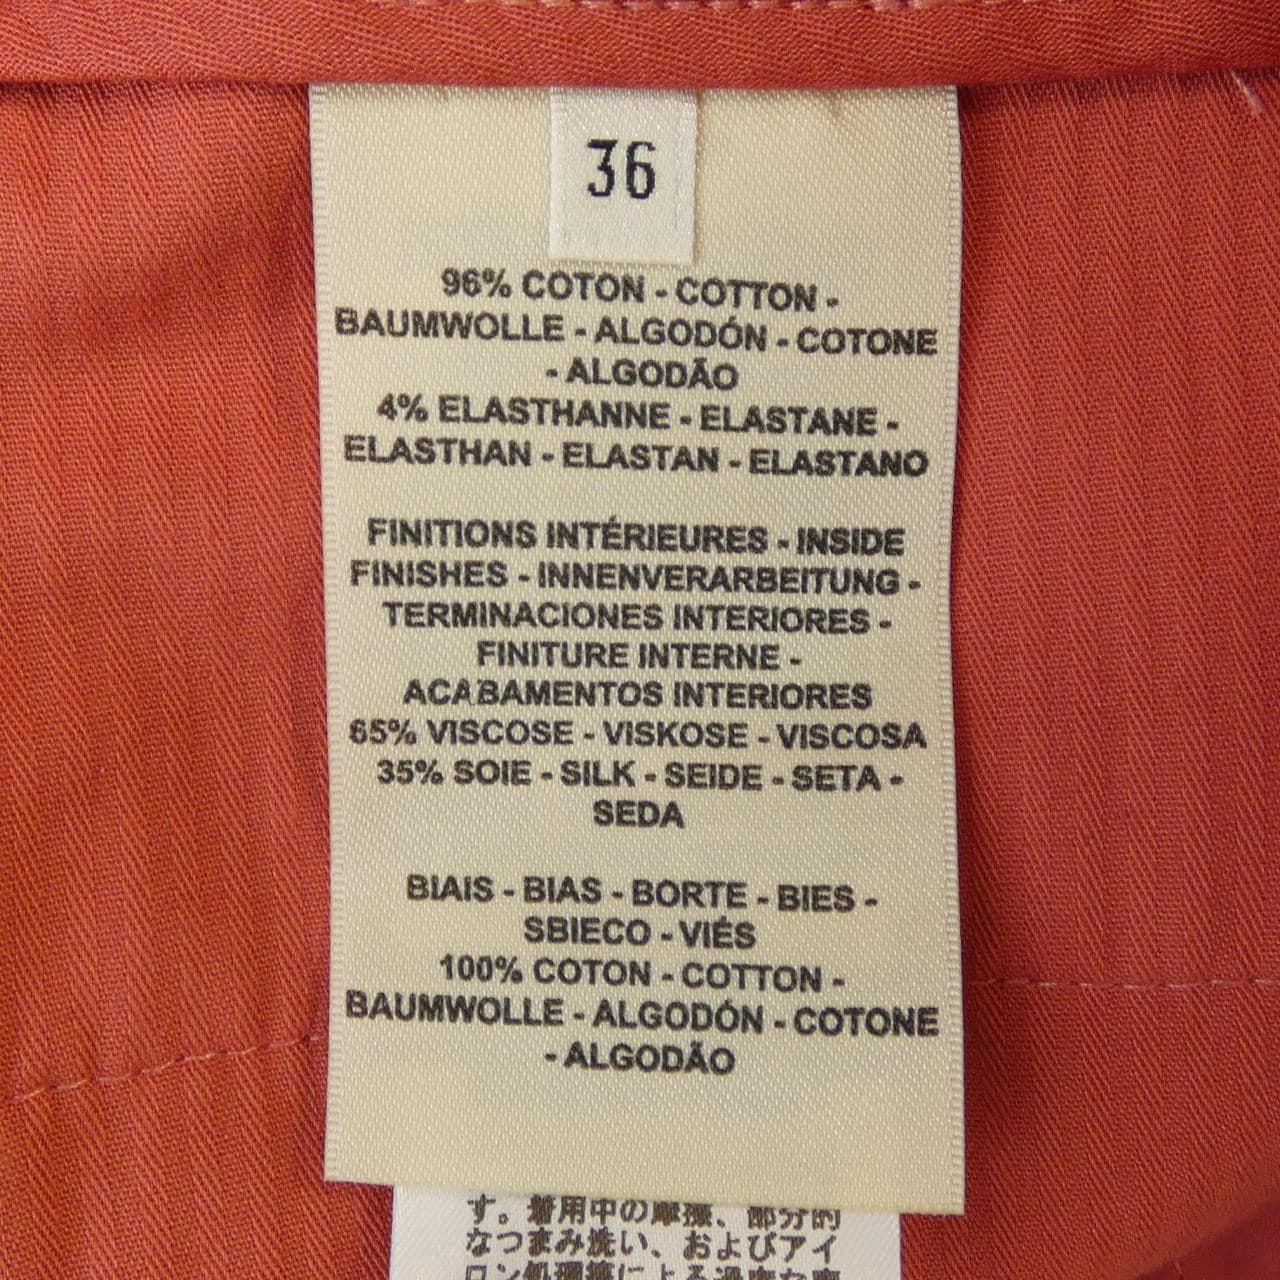 36
96% COTON - COTTON -
BAUMWOLLE - ALGODÓN - COTONE
- ALGODÃO
4% ELASTHANNE - ELASTANE -
ELASTHAN - ELASTAN - ELASTANO
FINITIONS INTÉRIEURES - INSIDE
FINISHES - INNENVERARBEITUNG -
TERMINACIONES INTERIORES -
FINITURE INTERNE -
ACABAMENTOS INTERIORES
65% VISCOSE - VISKOSE - VISCOSA
35% SOIE - SILK - SEIDE - SETA -
SEDA
BIAIS - BIAS - BORTE - BIES -
SBIECO - VIÉS
100% COTON - COTTON -
BAUMWOLLE - ALGODÓN - COTONE
- ALGODÃO
す。着用中の摩擦、部分的
なつまみ洗い、およびアイ